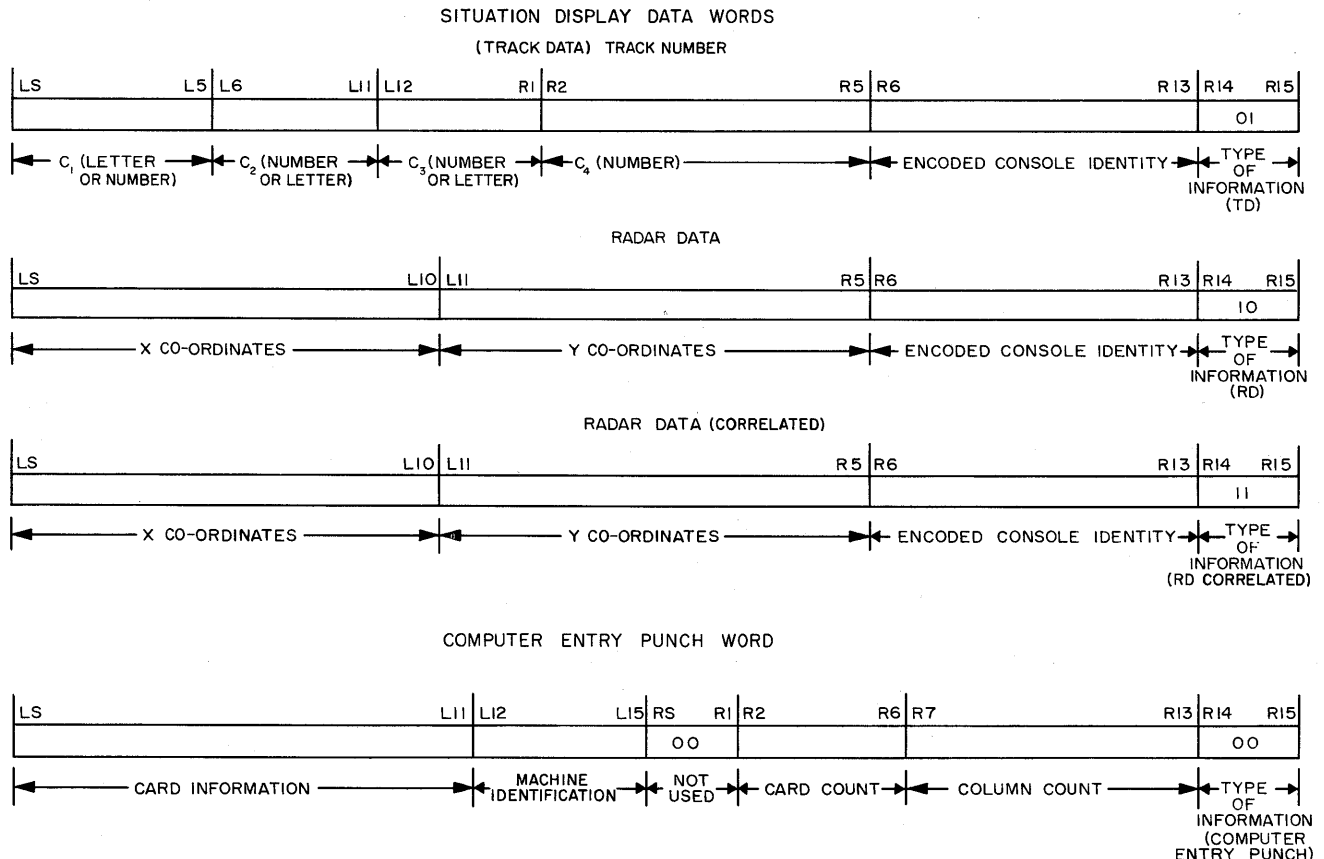 SITUATION DISPLAY DATA WORDS
(TRACK DATA) TRACK NUMBER
LS L5 L6 L11 L12 R1 R2 R5 R6 R13 R14 R15
01
C1 (LETTER OR NUMBER) C2 (NUMBER OR LETTER) C3 (NUMBER OR LETTER) C4 (NUMBER) ENCODED CONSOLE IDENTITY TYPE
OF
INFORMATION
(TD)
RADAR DATA
LS L10 L11 R5 R6 R13 R14 R15
10
X CO-ORDINATES Y CO-ORDINATES ENCODED CONSOLE IDENTITY TYPE
OF
INFORMATION
(RD)
RADAR DATA (CORRELATED)
LS L10 L11 R5 R6 R13 R14 R15
11
X CO-ORDINATES Y CO-ORDINATES ENCODED CONSOLE IDENTITY TYPE
OF
INFORMATION
(RD CORRELATED)
COMPUTER ENTRY PUNCH WORD
LS L11 L12 L15 RS R1 R2 R6 R7 R13 R14 R15
00 00
CARD INFORMATION MACHINE IDENTIFICATION NOT USED CARD COUNT COLUMN COUNT TYPE
OF
INFORMATION
(COMPUTER
ENTRY PUNCH)